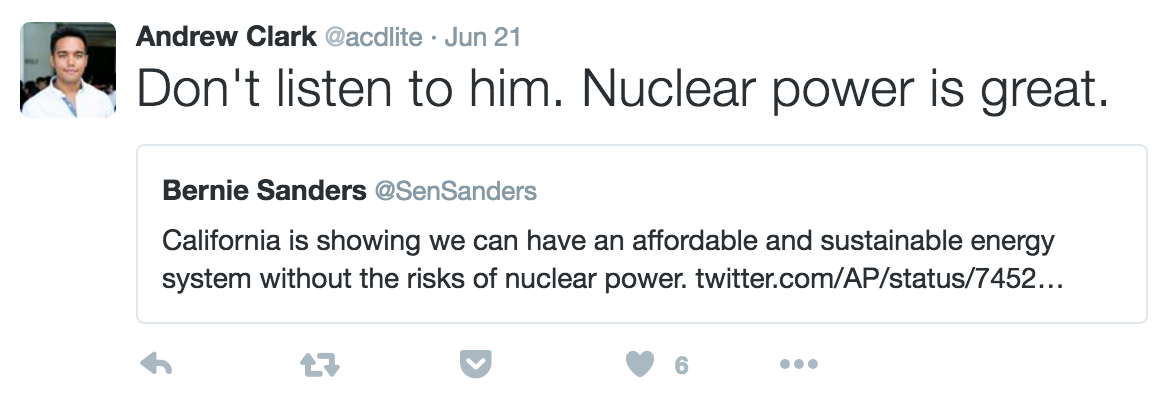 Andrew Clark @acdlite · Jun 21
Don't listen to him. Nuclear power is great.
Bernie Sanders @SenSanders
California is showing we can have an affordable and sustainable energy
system without the risks of nuclear power. twitter.com/AP/status/7452…
6